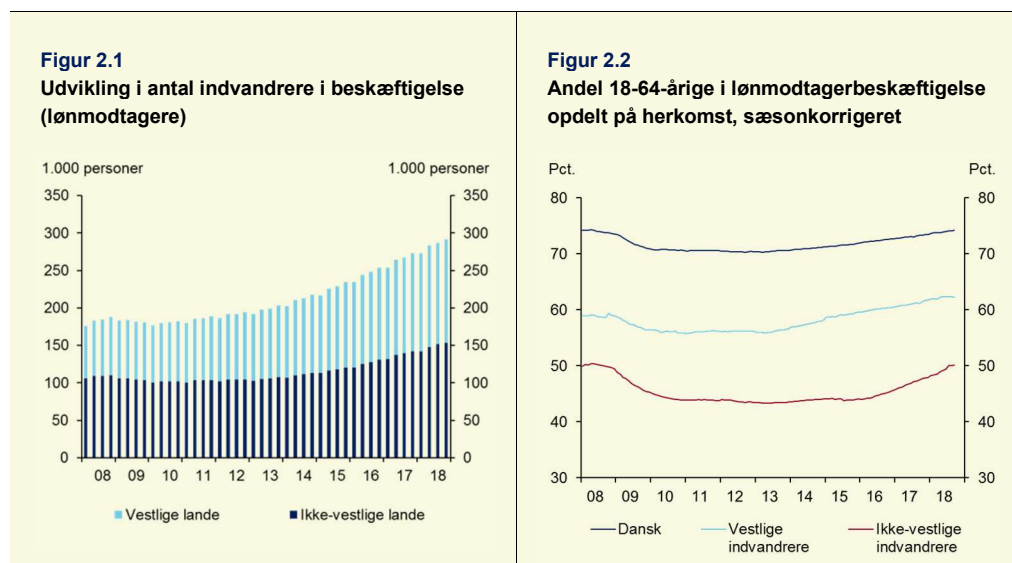 Figur 2.1
Udvikling i antal indvandrere i beskæftigelse
(lønmodtagere)
1.000 personer 1.000 personer
350 350
300 300
250 250
200 200
150 150
100 100
50 50
0 0
08 09 10 11 12 13 14 15 16 17 18
Vestlige lande Ikke-vestlige lande
Figur 2.2
Andel 18-64-årige i lønmodtagerbeskæftigelse
opdelt på herkomst, sæsonkorrigeret
Pct. Pct.
80 80
70 70
60 60
50 50
40 40
30 30
08 09 10 11 12 13 14 15 16 17 18
Dansk Vestlige Ikke-vestlige
indvandrere indvandrere